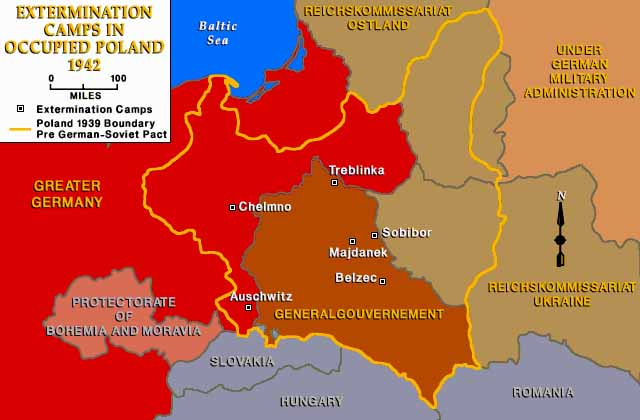 EXTERMINATION
CAMPS IN
OCCUPIED POLAND
1942
0 100
MILES
Extermination Camps
Poland 1939 Boundary
Pre German-Soviet Pact
Baltic
Sea
REICHSKOMMISSARIAT
OSTLAND
UNDER
GERMAN
MILITARY
ADMINISTRATION
GREATER
GERMANY
Treblinka
Chelmno
N
Sobibor
Majdanek
Belzec
Auschwitz
GENERALGOUVERNEMENT
REICHSKOMMISSARIAT
UKRAINE
PROTECTORATE
OF
BOHEMIA AND MORAVIA
SLOVAKIA
HUNGARY
ROMANIA